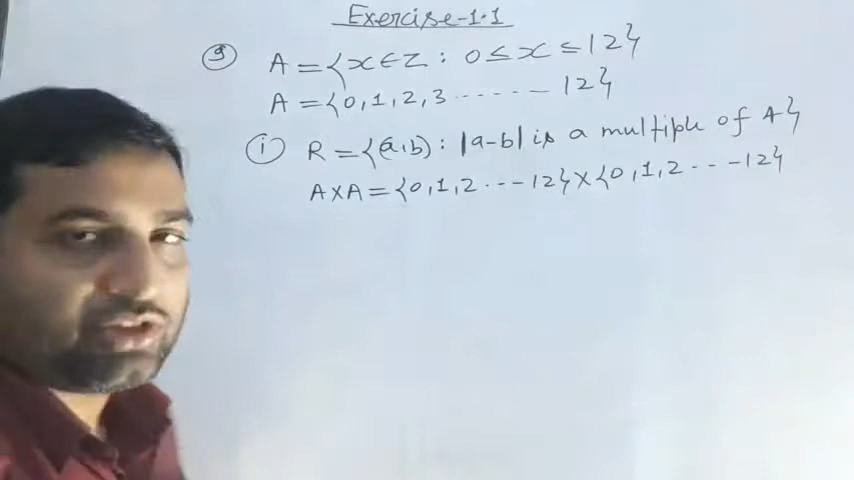 Exercise-1.1
9 A = {x∈Z : 0 ≤ x ≤ 12}
A = {0,1,2,3 ------- 12}
i R = {(a,b) : |a-b| is a multiple of 4}
A×A = {0,1,2 ---- 12} × {0,1,2 ---- 12}